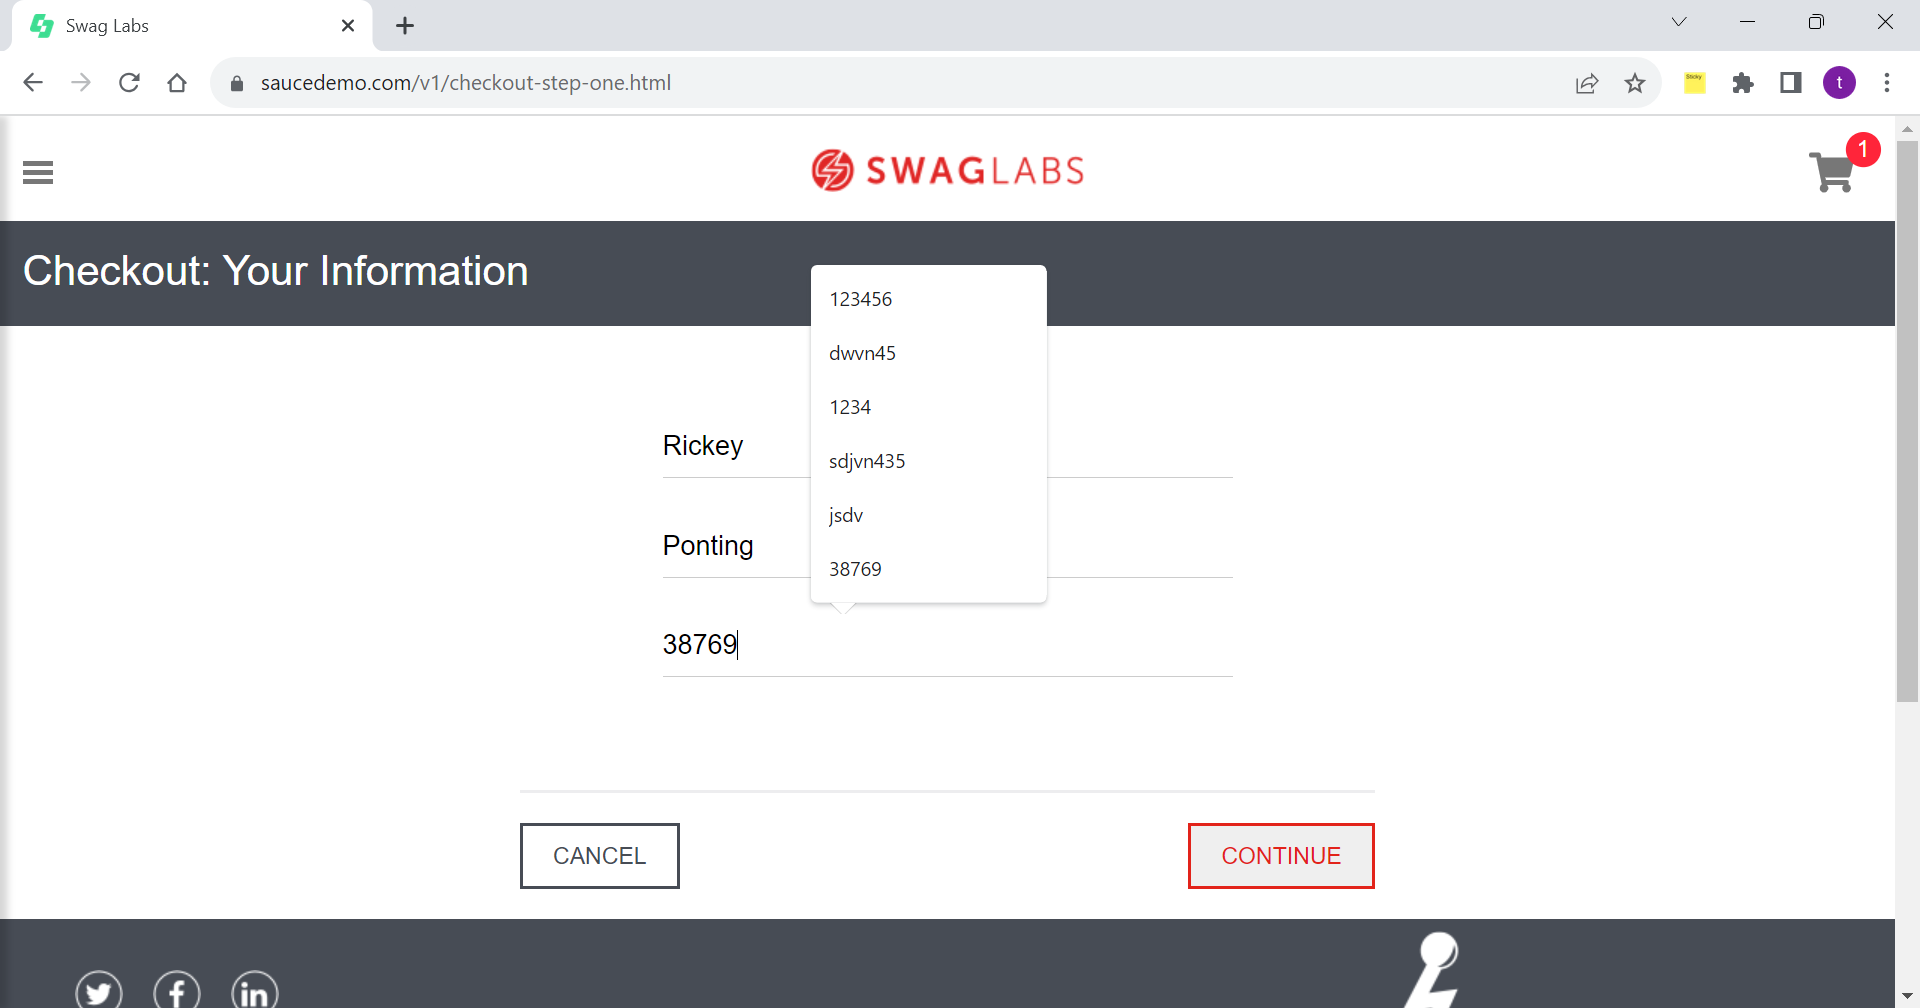 Swag Labs
saucedemo.com/v1/checkout-step-one.html
Sticky
t
SWAGLABS
1
Checkout: Your Information
123456
dwvn45
1234
sdjvn435
jsdv
38769
Rickey
Ponting
38769
CANCEL
CONTINUE